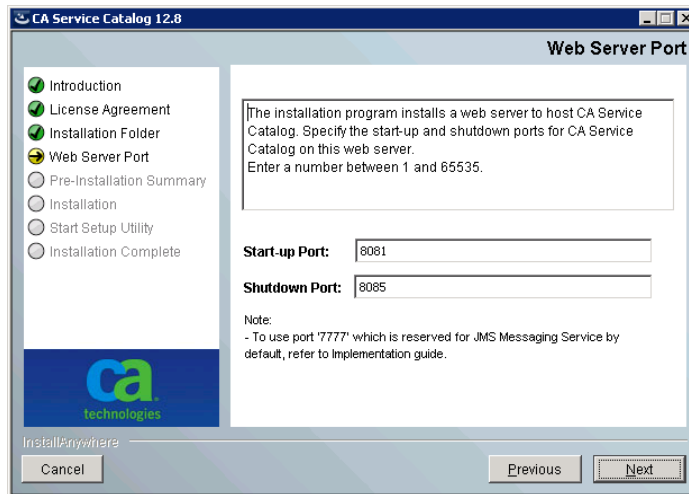 CA Service Catalog 12.8
Web Server Port
Introduction
License Agreement
Installation Folder
Web Server Port
Pre-Installation Summary
Installation
Start Setup Utility
Installation Complete
The installation program installs a web server to host CA Service
Catalog. Specify the start-up and shutdown ports for CA Service
Catalog on this web server.
Enter a number between 1 and 65535.
Start-up Port: 8081
Shutdown Port: 8085
Note:
- To use port '7777' which is reserved for JMS Messaging Service by
default, refer to Implementation guide.
ca
technologies
InstallAnywhere
Cancel
Previous
Next